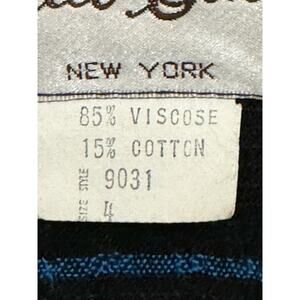 NEW YORK
85% VISCOSE
15% COTTON
STYLE 9031
SIZE 4